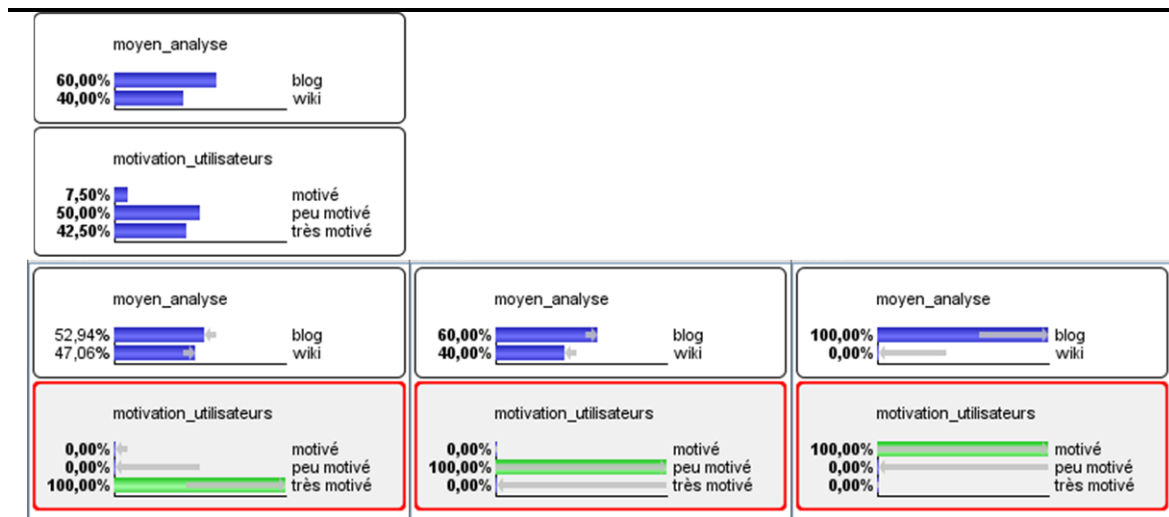 moyen_analyse
60,00% blog
40,00% wiki
motivation_utilisateurs
7,50% motivé
50,00% peu motivé
42,50% très motivé
moyen_analyse
52,94% blog
47,06% wiki
motivation_utilisateurs
0,00% motivé
0,00% peu motivé
100,00% très motivé
moyen_analyse
60,00% blog
40,00% wiki
motivation_utilisateurs
0,00% motivé
100,00% peu motivé
0,00% très motivé
moyen_analyse
100,00% blog
0,00% wiki
motivation_utilisateurs
100,00% motivé
0,00% peu motivé
0,00% très motivé